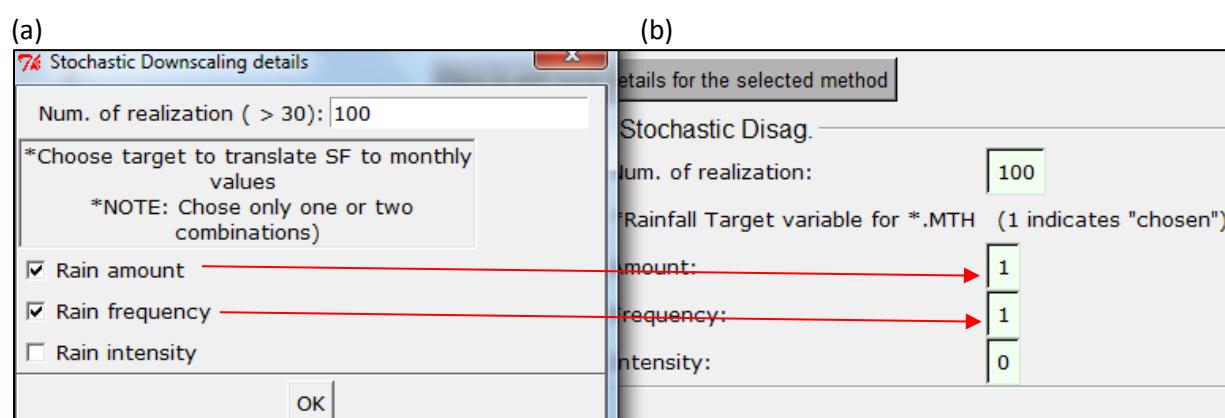 (a)
(b)
Stochastic Downscaling details
x
Num. of realization ( > 30): 100
*Choose target to translate SF to monthly
values
*NOTE: Chose only one or two
combinations)
Rain amount
Rain frequency
Rain intensity
OK
etails for the selected method
Stochastic Disag.
um. of realization: 100
*Rainfall Target variable for *.MTH (1 indicates "chosen")
mount: 1
requency: 1
ntensity: 0